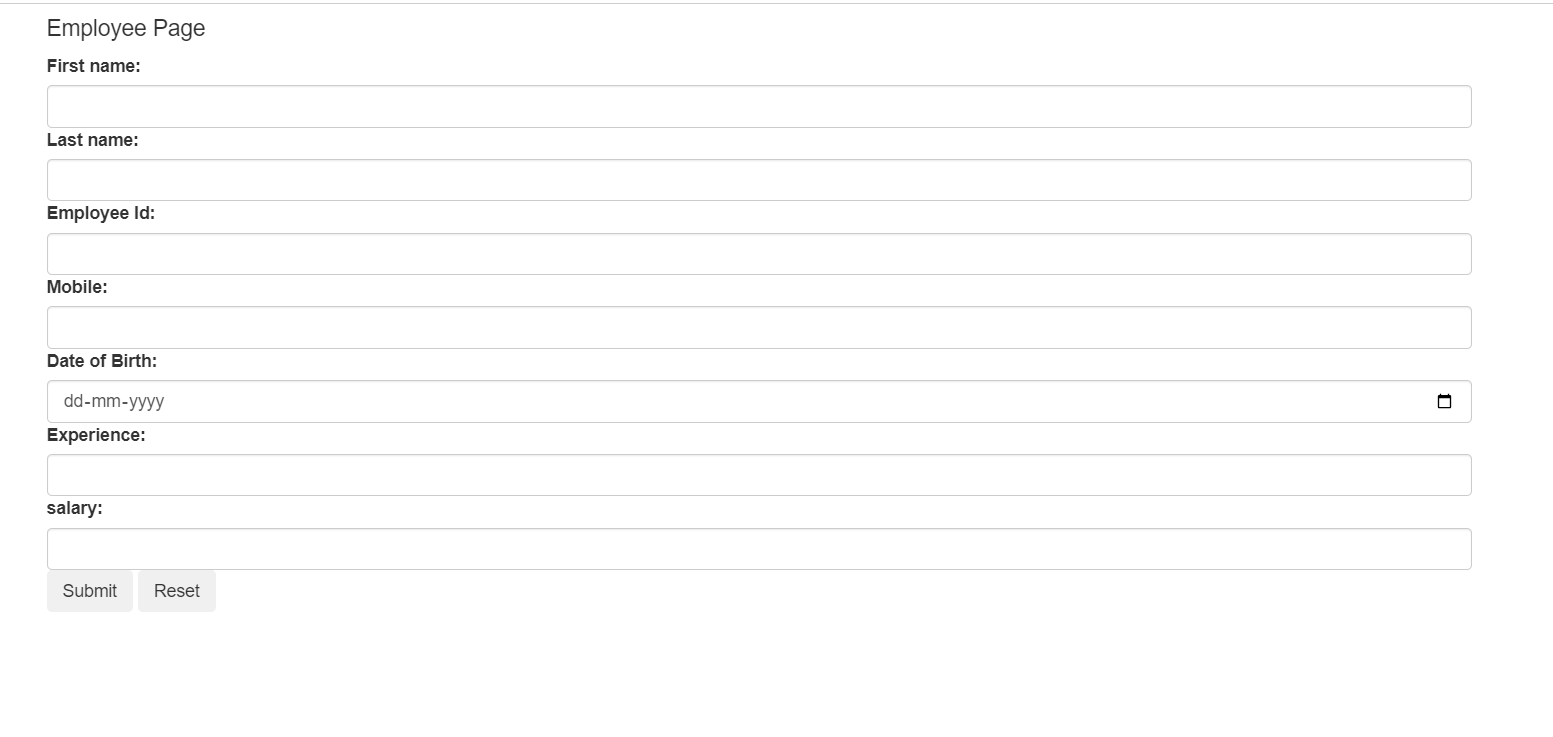 Employee Page
First name:
Last name:
Employee Id:
Mobile:
Date of Birth:
dd-mm-yyyy
Experience:
salary:
Submit Reset